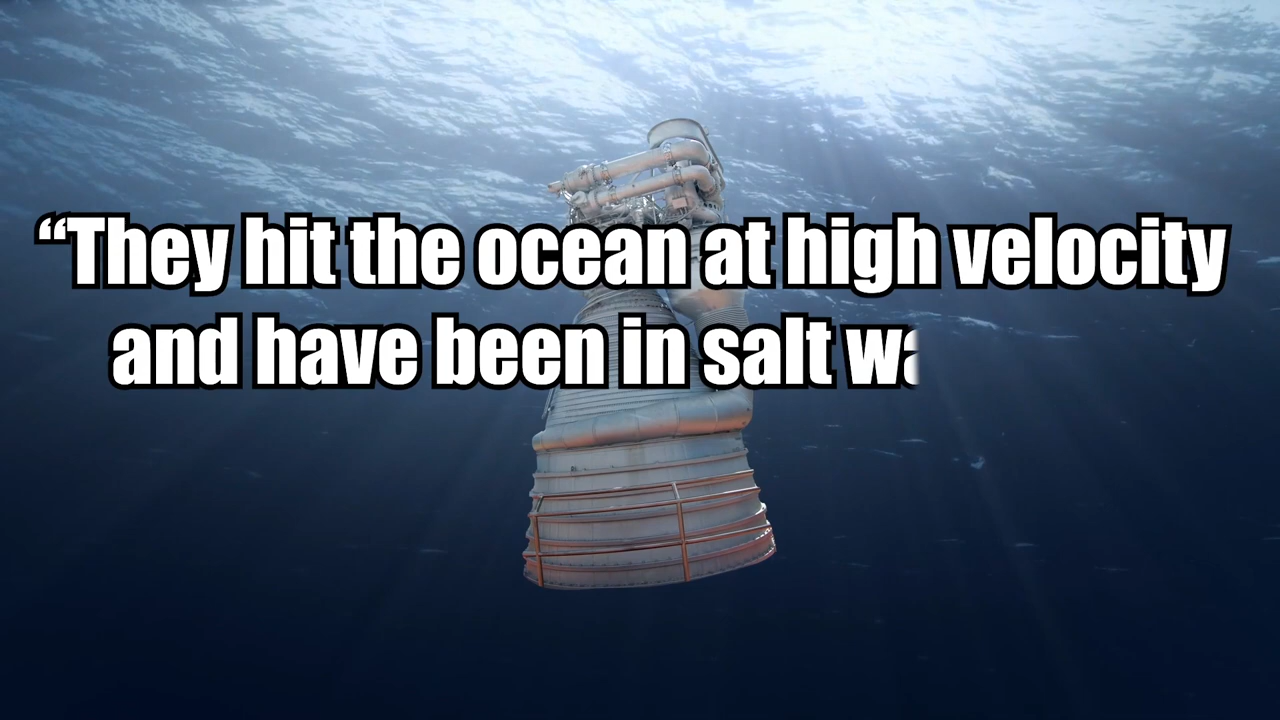 “They hit the ocean at high velocity
and have been in salt wa